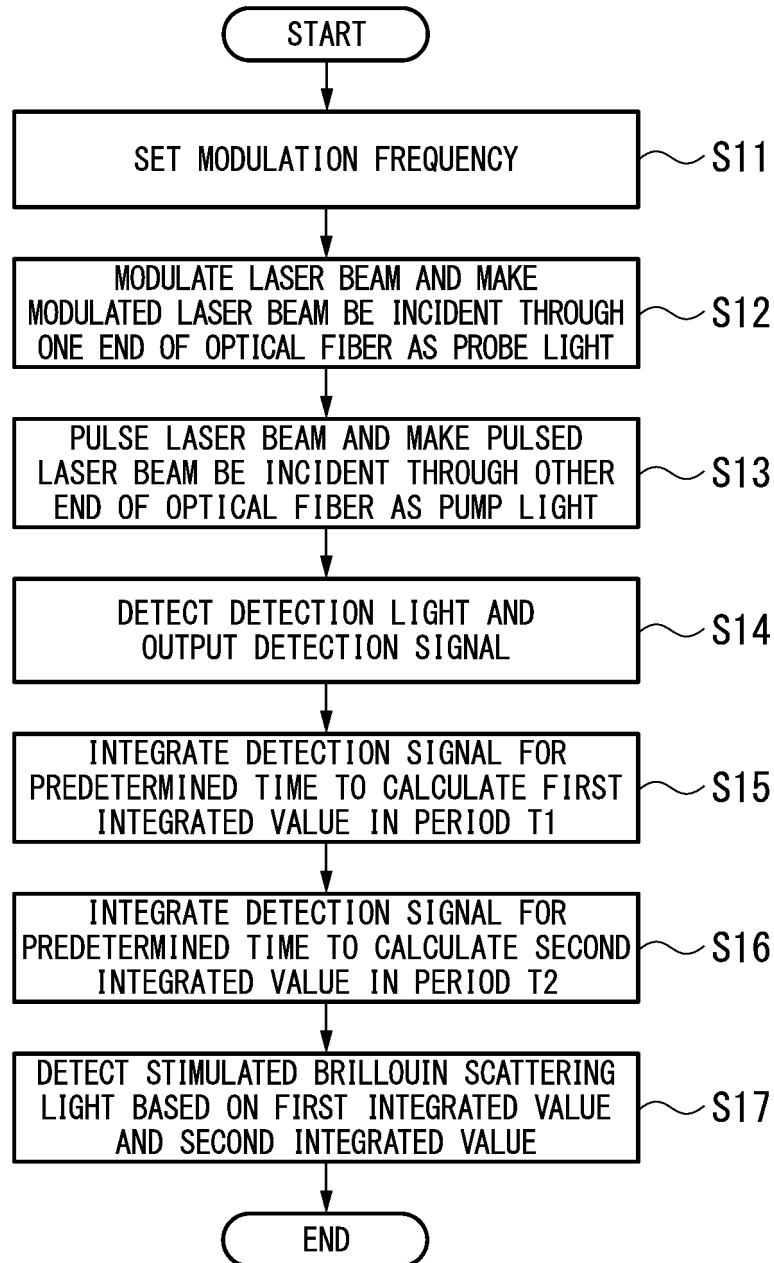 START
SET MODULATION FREQUENCY
S11
MODULATE LASER BEAM AND MAKE
MODULATED LASER BEAM BE INCIDENT THROUGH
ONE END OF OPTICAL FIBER AS PROBE LIGHT
S12
PULSE LASER BEAM AND MAKE PULSED
LASER BEAM BE INCIDENT THROUGH OTHER
END OF OPTICAL FIBER AS PUMP LIGHT
S13
DETECT DETECTION LIGHT AND
OUTPUT DETECTION SIGNAL
S14
INTEGRATE DETECTION SIGNAL FOR
PREDETERMINED TIME TO CALCULATE FIRST
INTEGRATED VALUE IN PERIOD T1
S15
INTEGRATE DETECTION SIGNAL FOR
PREDETERMINED TIME TO CALCULATE SECOND
INTEGRATED VALUE IN PERIOD T2
S16
DETECT STIMULATED BRILLOUIN SCATTERING
LIGHT BASED ON FIRST INTEGRATED VALUE
AND SECOND INTEGRATED VALUE
S17
END